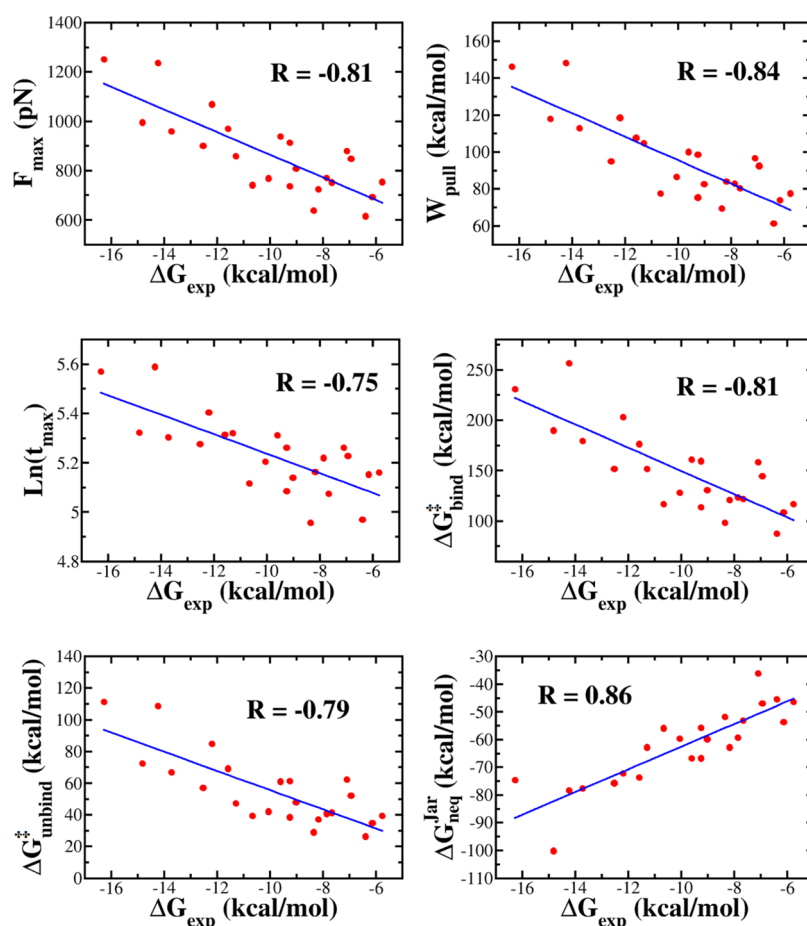 1400
1200
1000
800
600
F_max (pN)
R = -0.81
-16 -14 -12 -10 -8 -6
ΔG_exp (kcal/mol)
160
140
120
100
80
60
W_pull (kcal/mol)
R = -0.84
-16 -14 -12 -10 -8 -6
ΔG_exp (kcal/mol)
5.6
5.4
5.2
5
4.8
Ln(t_max)
R = -0.75
-16 -14 -12 -10 -8 -6
ΔG_exp (kcal/mol)
250
200
150
100
ΔG‡_bind (kcal/mol)
R = -0.81
-16 -14 -12 -10 -8 -6
ΔG_exp (kcal/mol)
140
120
100
80
60
40
20
0
ΔG‡_unbind (kcal/mol)
R = -0.79
-16 -14 -12 -10 -8 -6
ΔG_exp (kcal/mol)
-30
-40
-50
-60
-70
-80
-90
-100
-110
ΔG^Jar_neq (kcal/mol)
R = 0.86
-16 -14 -12 -10 -8 -6
ΔG_exp (kcal/mol)